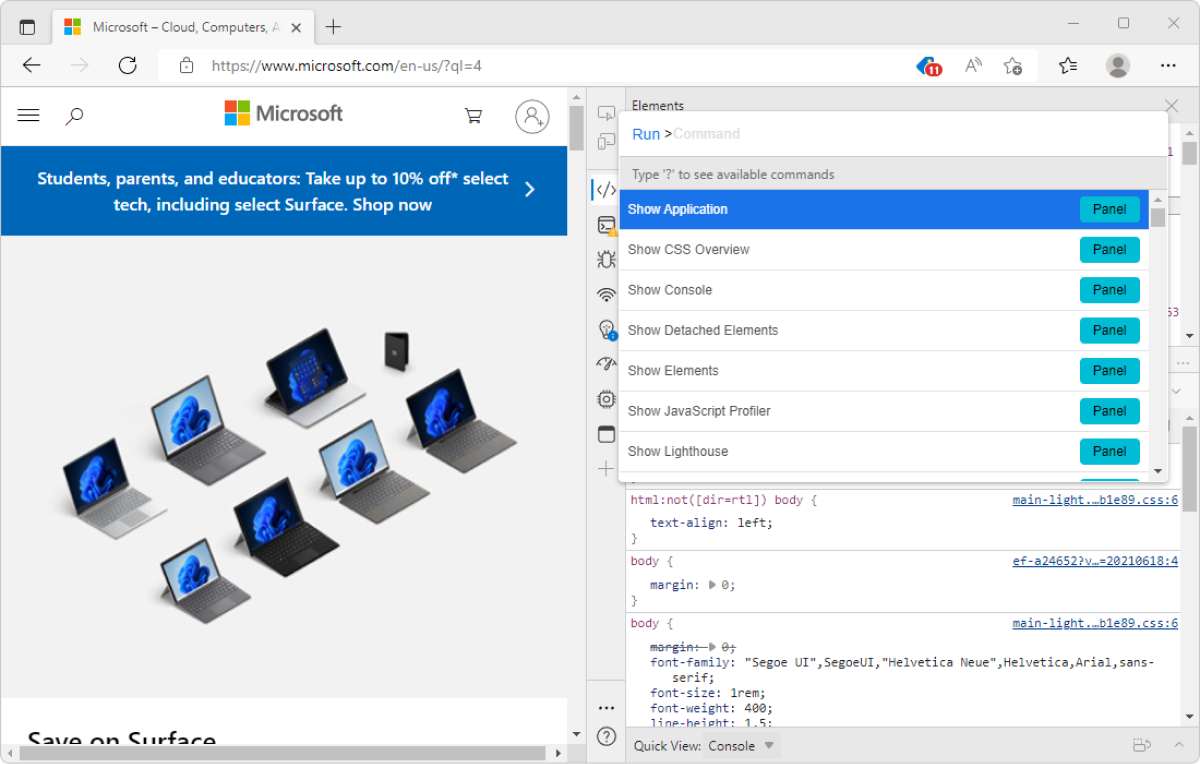 Microsoft – Cloud, Computers, A
https://www.microsoft.com/en-us/?ql=4
11
Microsoft
Students, parents, and educators: Take up to 10% off* select
tech, including select Surface. Shop now
Save on Surface
Elements
Run >Command
Type '?' to see available commands
Show Application Panel
Show CSS Overview Panel
Show Console Panel
Show Detached Elements Panel
Show Elements Panel
Show JavaScript Profiler Panel
Show Lighthouse Panel
html:not([dir=rtl]) body { main-light.…b1e89.css:6
text-align: left;
}
body { ef-a24652?v…=20210618:4
margin: 0;
}
body { main-light.…b1e89.css:6
margin: 0;
font-family: "Segoe UI",SegoeUI,"Helvetica Neue",Helvetica,Arial,sans-
serif;
font-size: 1rem;
font-weight: 400;
line-height: 1.5;
Quick View: Console